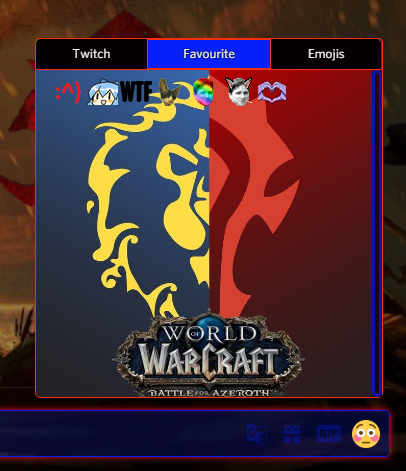 Twitch Favourite Emojis
:^) WTF
WORLD
OF
WARCRAFT
BATTLE FOR AZEROTH
GIF